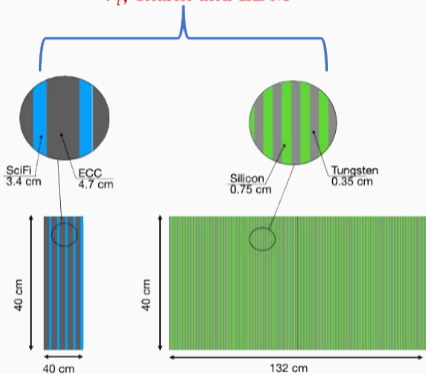 SciFi
3.4 cm
ECC
4.7 cm
Silicon
0.75 cm
Tungsten
0.35 cm
40 cm
40 cm
40 cm
132 cm